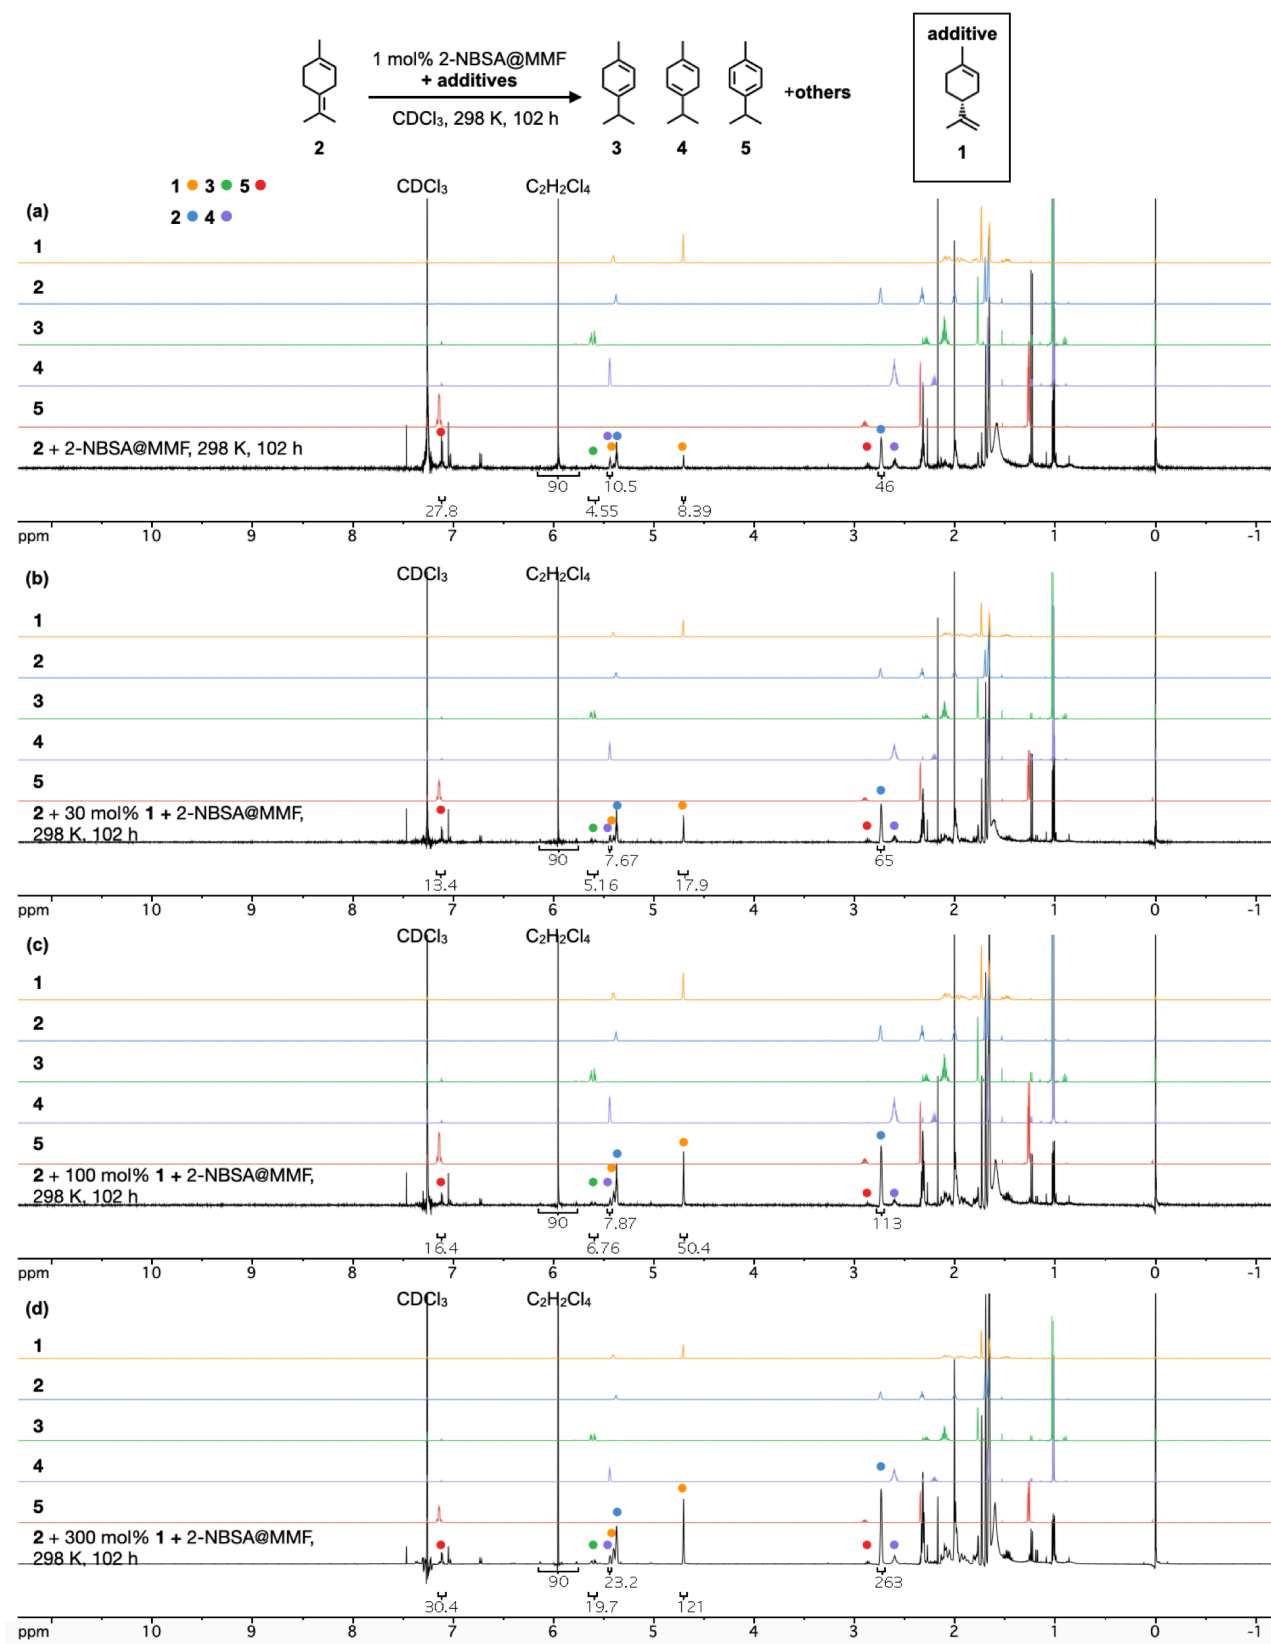 1 mol% 2-NBSA@MMF
+ additives
CDCl₃, 298 K, 102 h
+others
additive
2
3
4
5
1
1 3 5
2 4
CDCl₃
C₂H₂Cl₄
(a)
1
2
3
4
5
2 + 2-NBSA@MMF, 298 K, 102 h
90
10.5
46
27.8
4.55
8.39
ppm 10 9 8 7 6 5 4 3 2 1 0 -1
(b)
CDCl₃
C₂H₂Cl₄
1
2
3
4
5
2 + 30 mol% 1 + 2-NBSA@MMF,
298 K, 102 h
90
7.67
65
13.4
5.16
17.9
ppm 10 9 8 7 6 5 4 3 2 1 0 -1
(c)
CDCl₃
C₂H₂Cl₄
1
2
3
4
5
2 + 100 mol% 1 + 2-NBSA@MMF,
298 K, 102 h
90
7.87
113
16.4
6.76
50.4
ppm 10 9 8 7 6 5 4 3 2 1 0 -1
(d)
CDCl₃
C₂H₂Cl₄
1
2
3
4
5
2 + 300 mol% 1 + 2-NBSA@MMF,
298 K, 102 h
90
23.2
263
30.4
19.7
121
ppm 10 9 8 7 6 5 4 3 2 1 0 -1